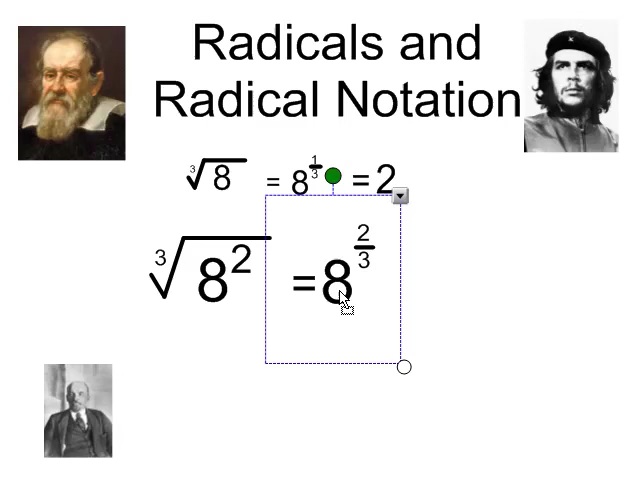 Radicals and
Radical Notation
∛8 = 8^(1/3) = 2
∛8² = 8^(2/3)